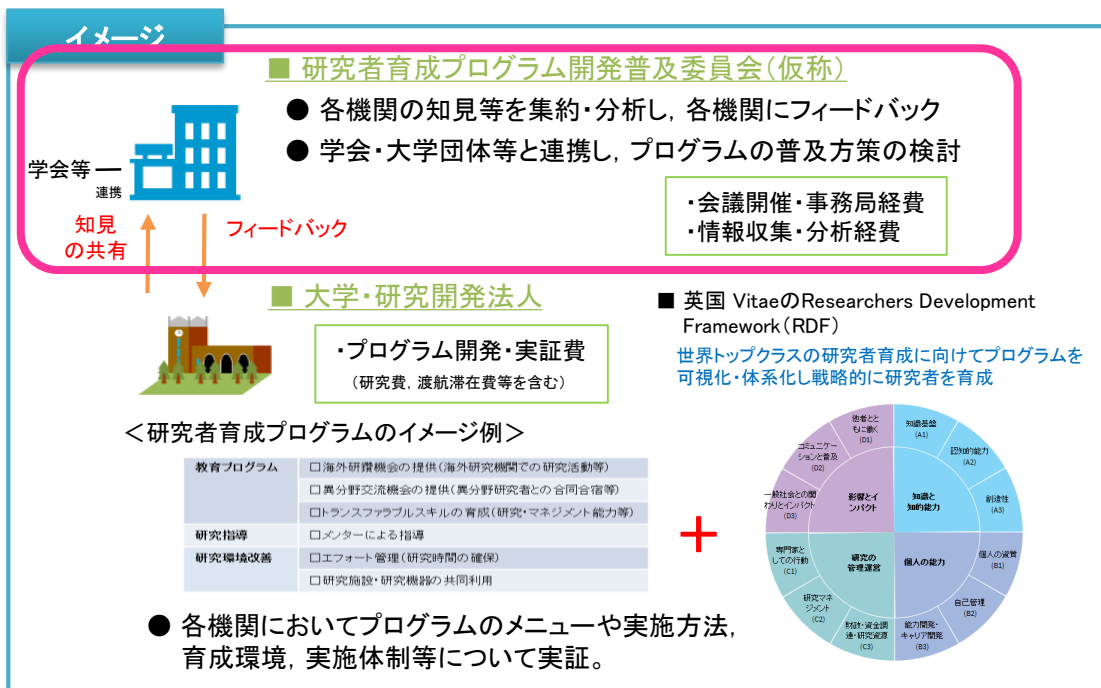 イメージ
■ 研究者育成プログラム開発普及委員会(仮称)
● 各機関の知見等を集約・分析し, 各機関にフィードバック
● 学会・大学団体等と連携し, プログラムの普及方策の検討
学会等
連携
・会議開催・事務局経費
・情報収集・分析経費
知見
の共有
フィードバック
■ 大学・研究開発法人
・プログラム開発・実証費
(研究費, 渡航滞在費等を含む)
■ 英国 VitaeのResearchers Development
Framework(RDF)
世界トップクラスの研究者育成に向けてプログラムを
可視化・体系化し戦略的に研究者を育成
<研究者育成プログラムのイメージ例>
教育プログラム
□海外研鑽機会の提供(海外研究機関での研究活動等)
□異分野交流機会の提供(異分野研究者との合同合宿等)
□トランスファラブルスキルの育成(研究・マネジメント能力等)
研究指導
□メンターによる指導
研究環境改善
□エフォート管理(研究時間の確保)
□研究施設・研究機器の共同利用
+
知識基盤
(A1)
認知的能力
(A2)
創造性
(A3)
個人の資質
(B1)
自己管理
(B2)
能力開発・
キャリア開発
(B3)
財政・資金調
達・研究資源
(C3)
研究マネ
ジメント
(C2)
専門家と
しての行動
(C1)
一般社会との関
わりとインパクト
(D3)
コミュニケー
ションと普及
(D2)
他者とと
もに働く
(D1)
影響とイ
ンパクト
知識と
知的能力
研究の
管理運営
個人の能力
● 各機関においてプログラムのメニューや実施方法,
育成環境, 実施体制等について実証。